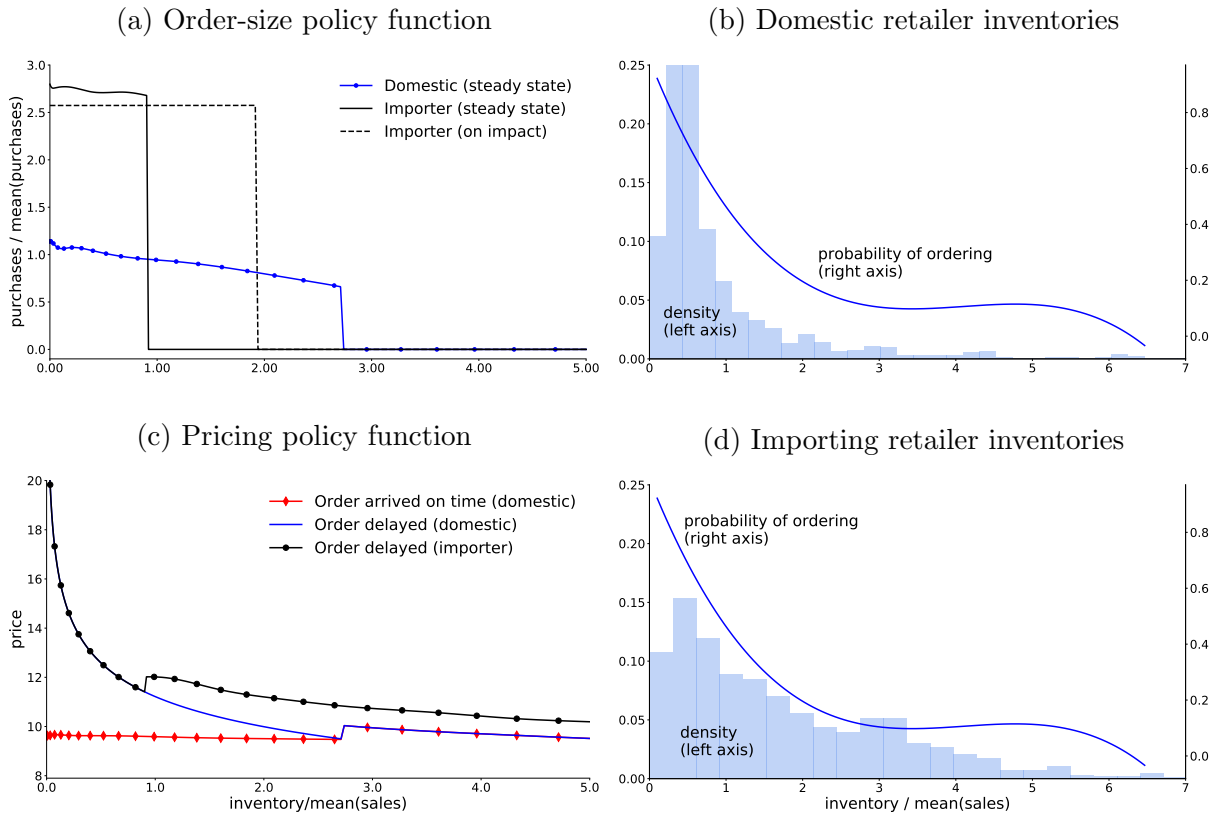 (a) Order-size policy function
purchases / mean(purchases)
3.0
2.5
2.0
1.5
1.0
0.5
0.0
Domestic (steady state)
Importer (steady state)
Importer (on impact)
0.00 1.00 2.00 3.00 4.00 5.00
(b) Domestic retailer inventories
0.25
0.20
0.15
0.10
0.05
0.00
probability of ordering
(right axis)
density
(left axis)
0.8
0.6
0.4
0.2
0.0
0 1 2 3 4 5 6 7
(c) Pricing policy function
price
20
18
16
14
12
10
8
Order arrived on time (domestic)
Order delayed (domestic)
Order delayed (importer)
0.0 1.0 2.0 3.0 4.0 5.0
inventory/mean(sales)
(d) Importing retailer inventories
0.25
0.20
0.15
0.10
0.05
0.00
probability of ordering
(right axis)
density
(left axis)
0.8
0.6
0.4
0.2
0.0
0 1 2 3 4 5 6 7
inventory / mean(sales)